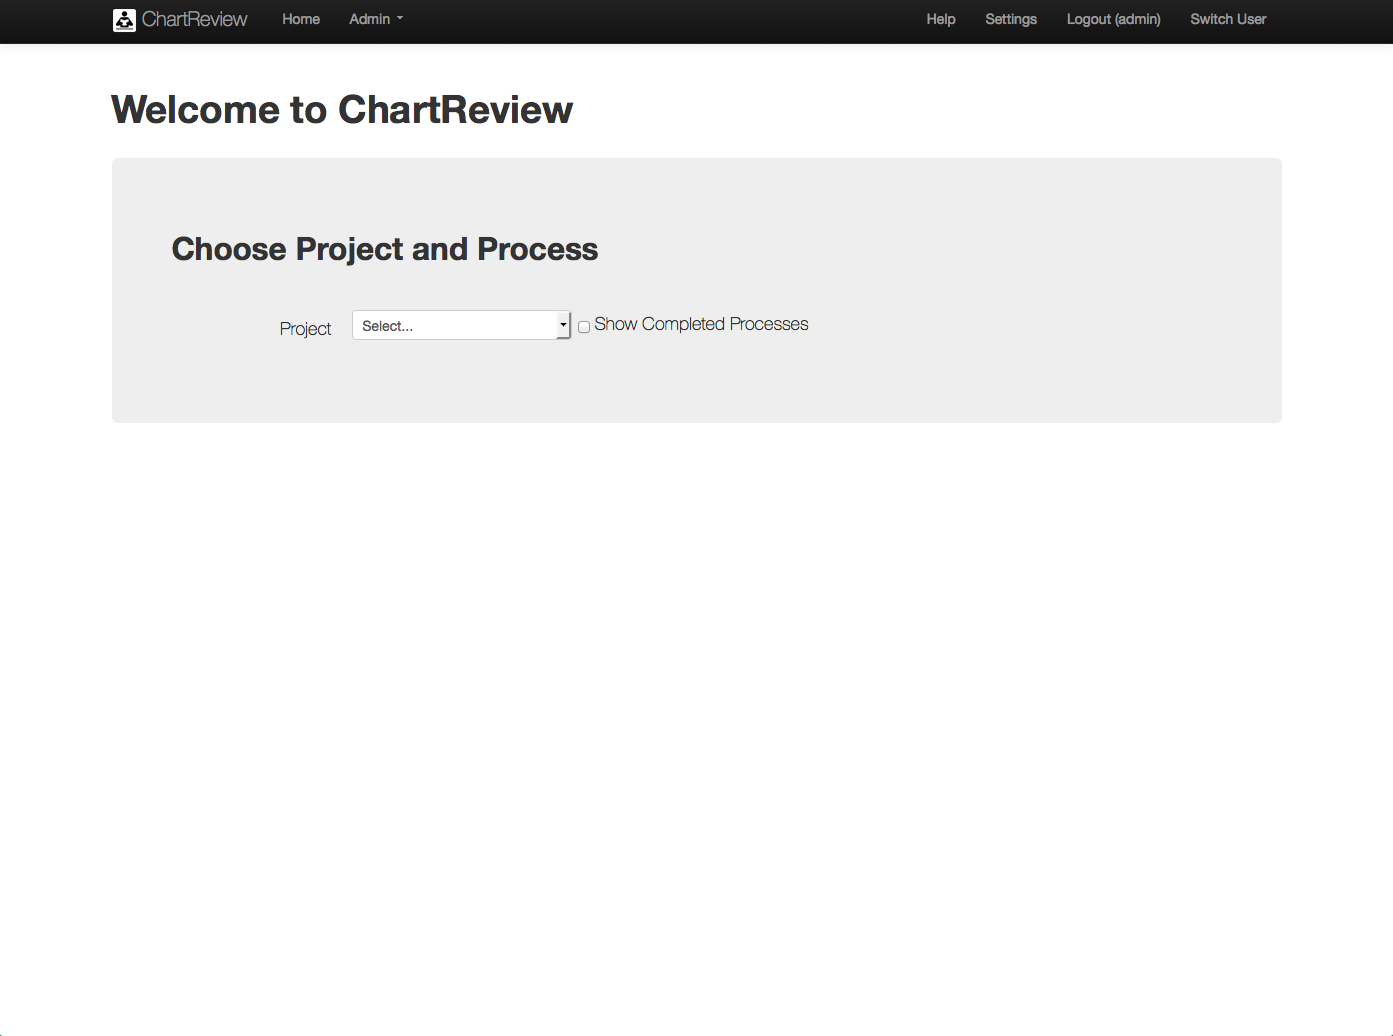 ChartReview Home Admin Help Settings Logout (admin) Switch User
Welcome to ChartReview
Choose Project and Process
Project Select... Show Completed Processes